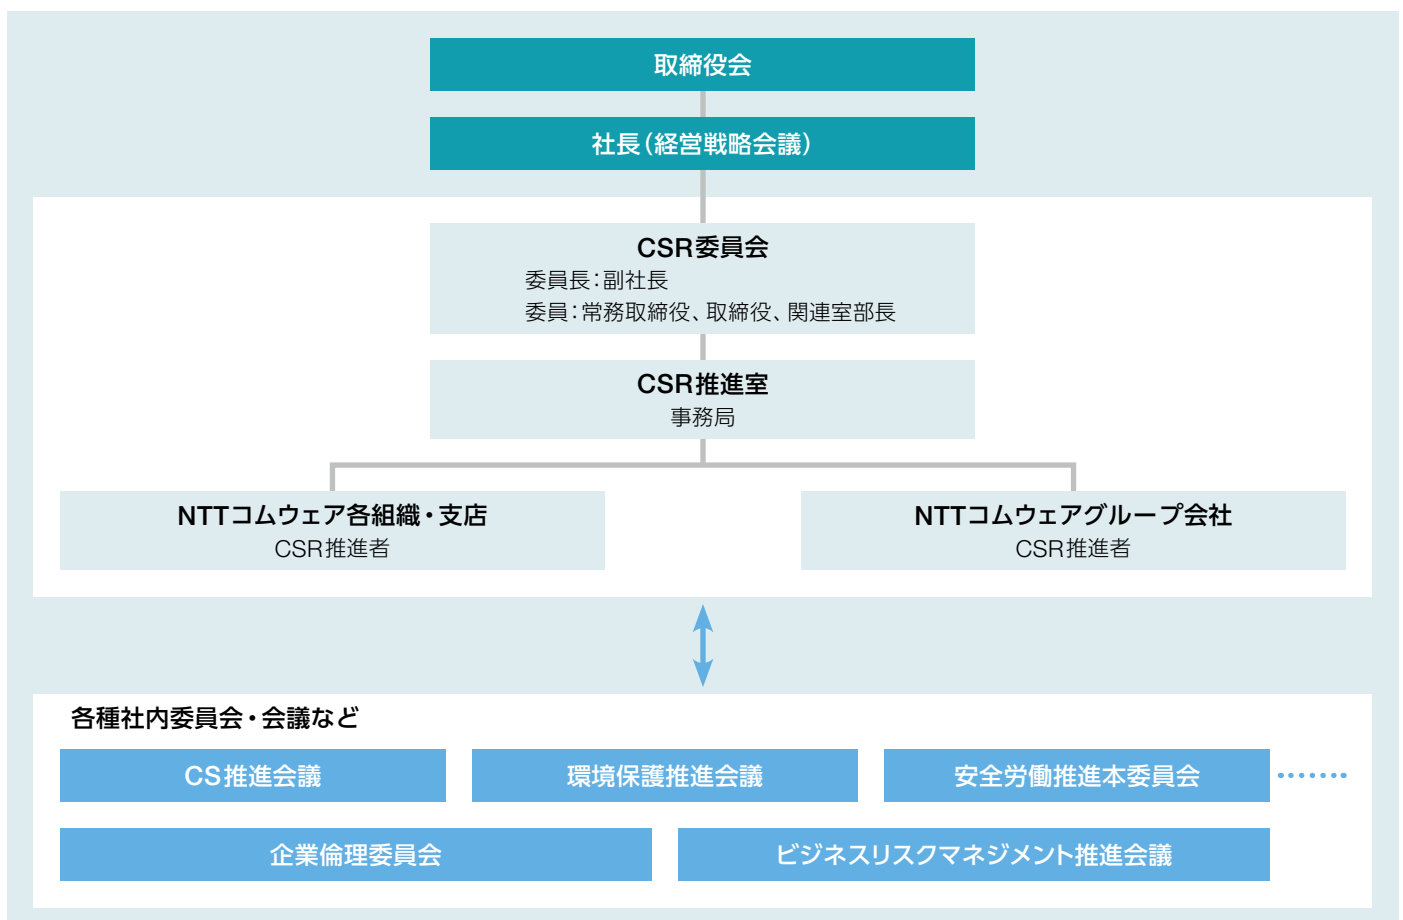 取締役会
社長（経営戦略会議）
CSR委員会
委員長：副社長
委員：常務取締役、取締役、関連室部長
CSR推進室
事務局
NTTコムウェア各組織・支店
CSR推進者
NTTコムウェアグループ会社
CSR推進者
各種社内委員会・会議など
CS推進会議
環境保護推進会議
安全労働推進本委員会
企業倫理委員会
ビジネスリスクマネジメント推進会議